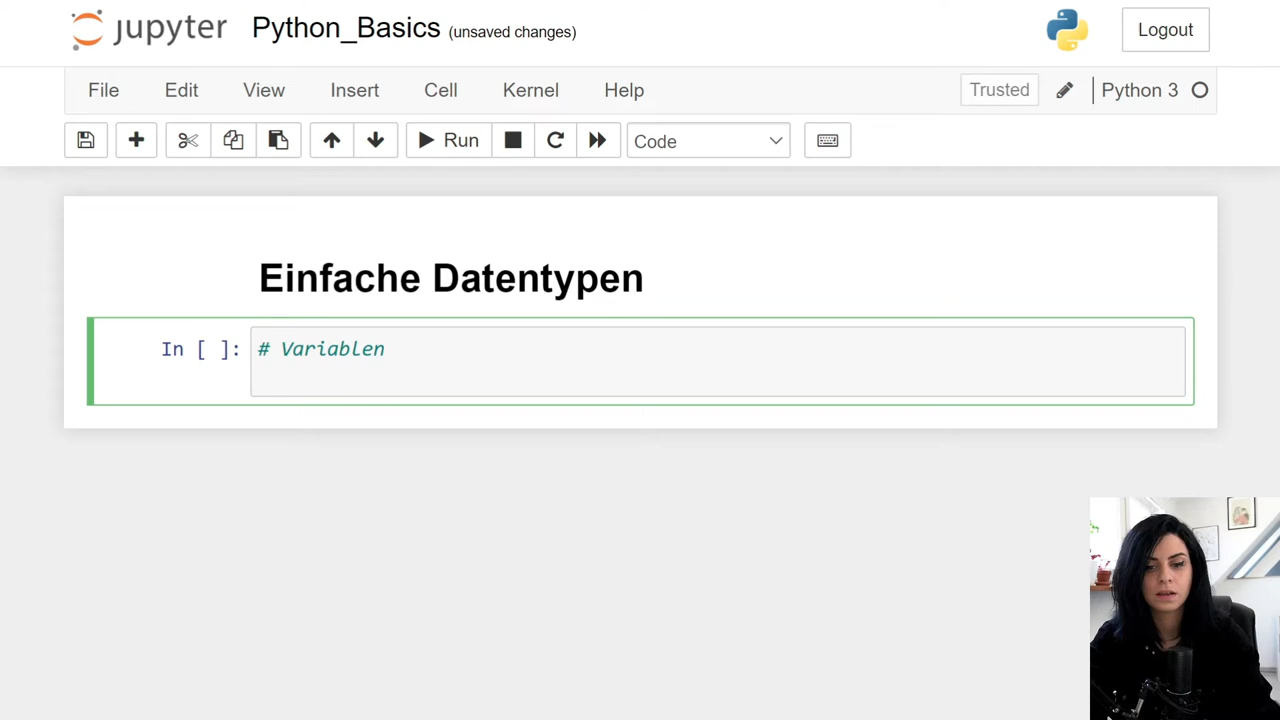 jupyter Python_Basics (unsaved changes) Logout
File Edit View Insert Cell Kernel Help Trusted Python 3
Run Code
Einfache Datentypen
In [ ]: # Variablen